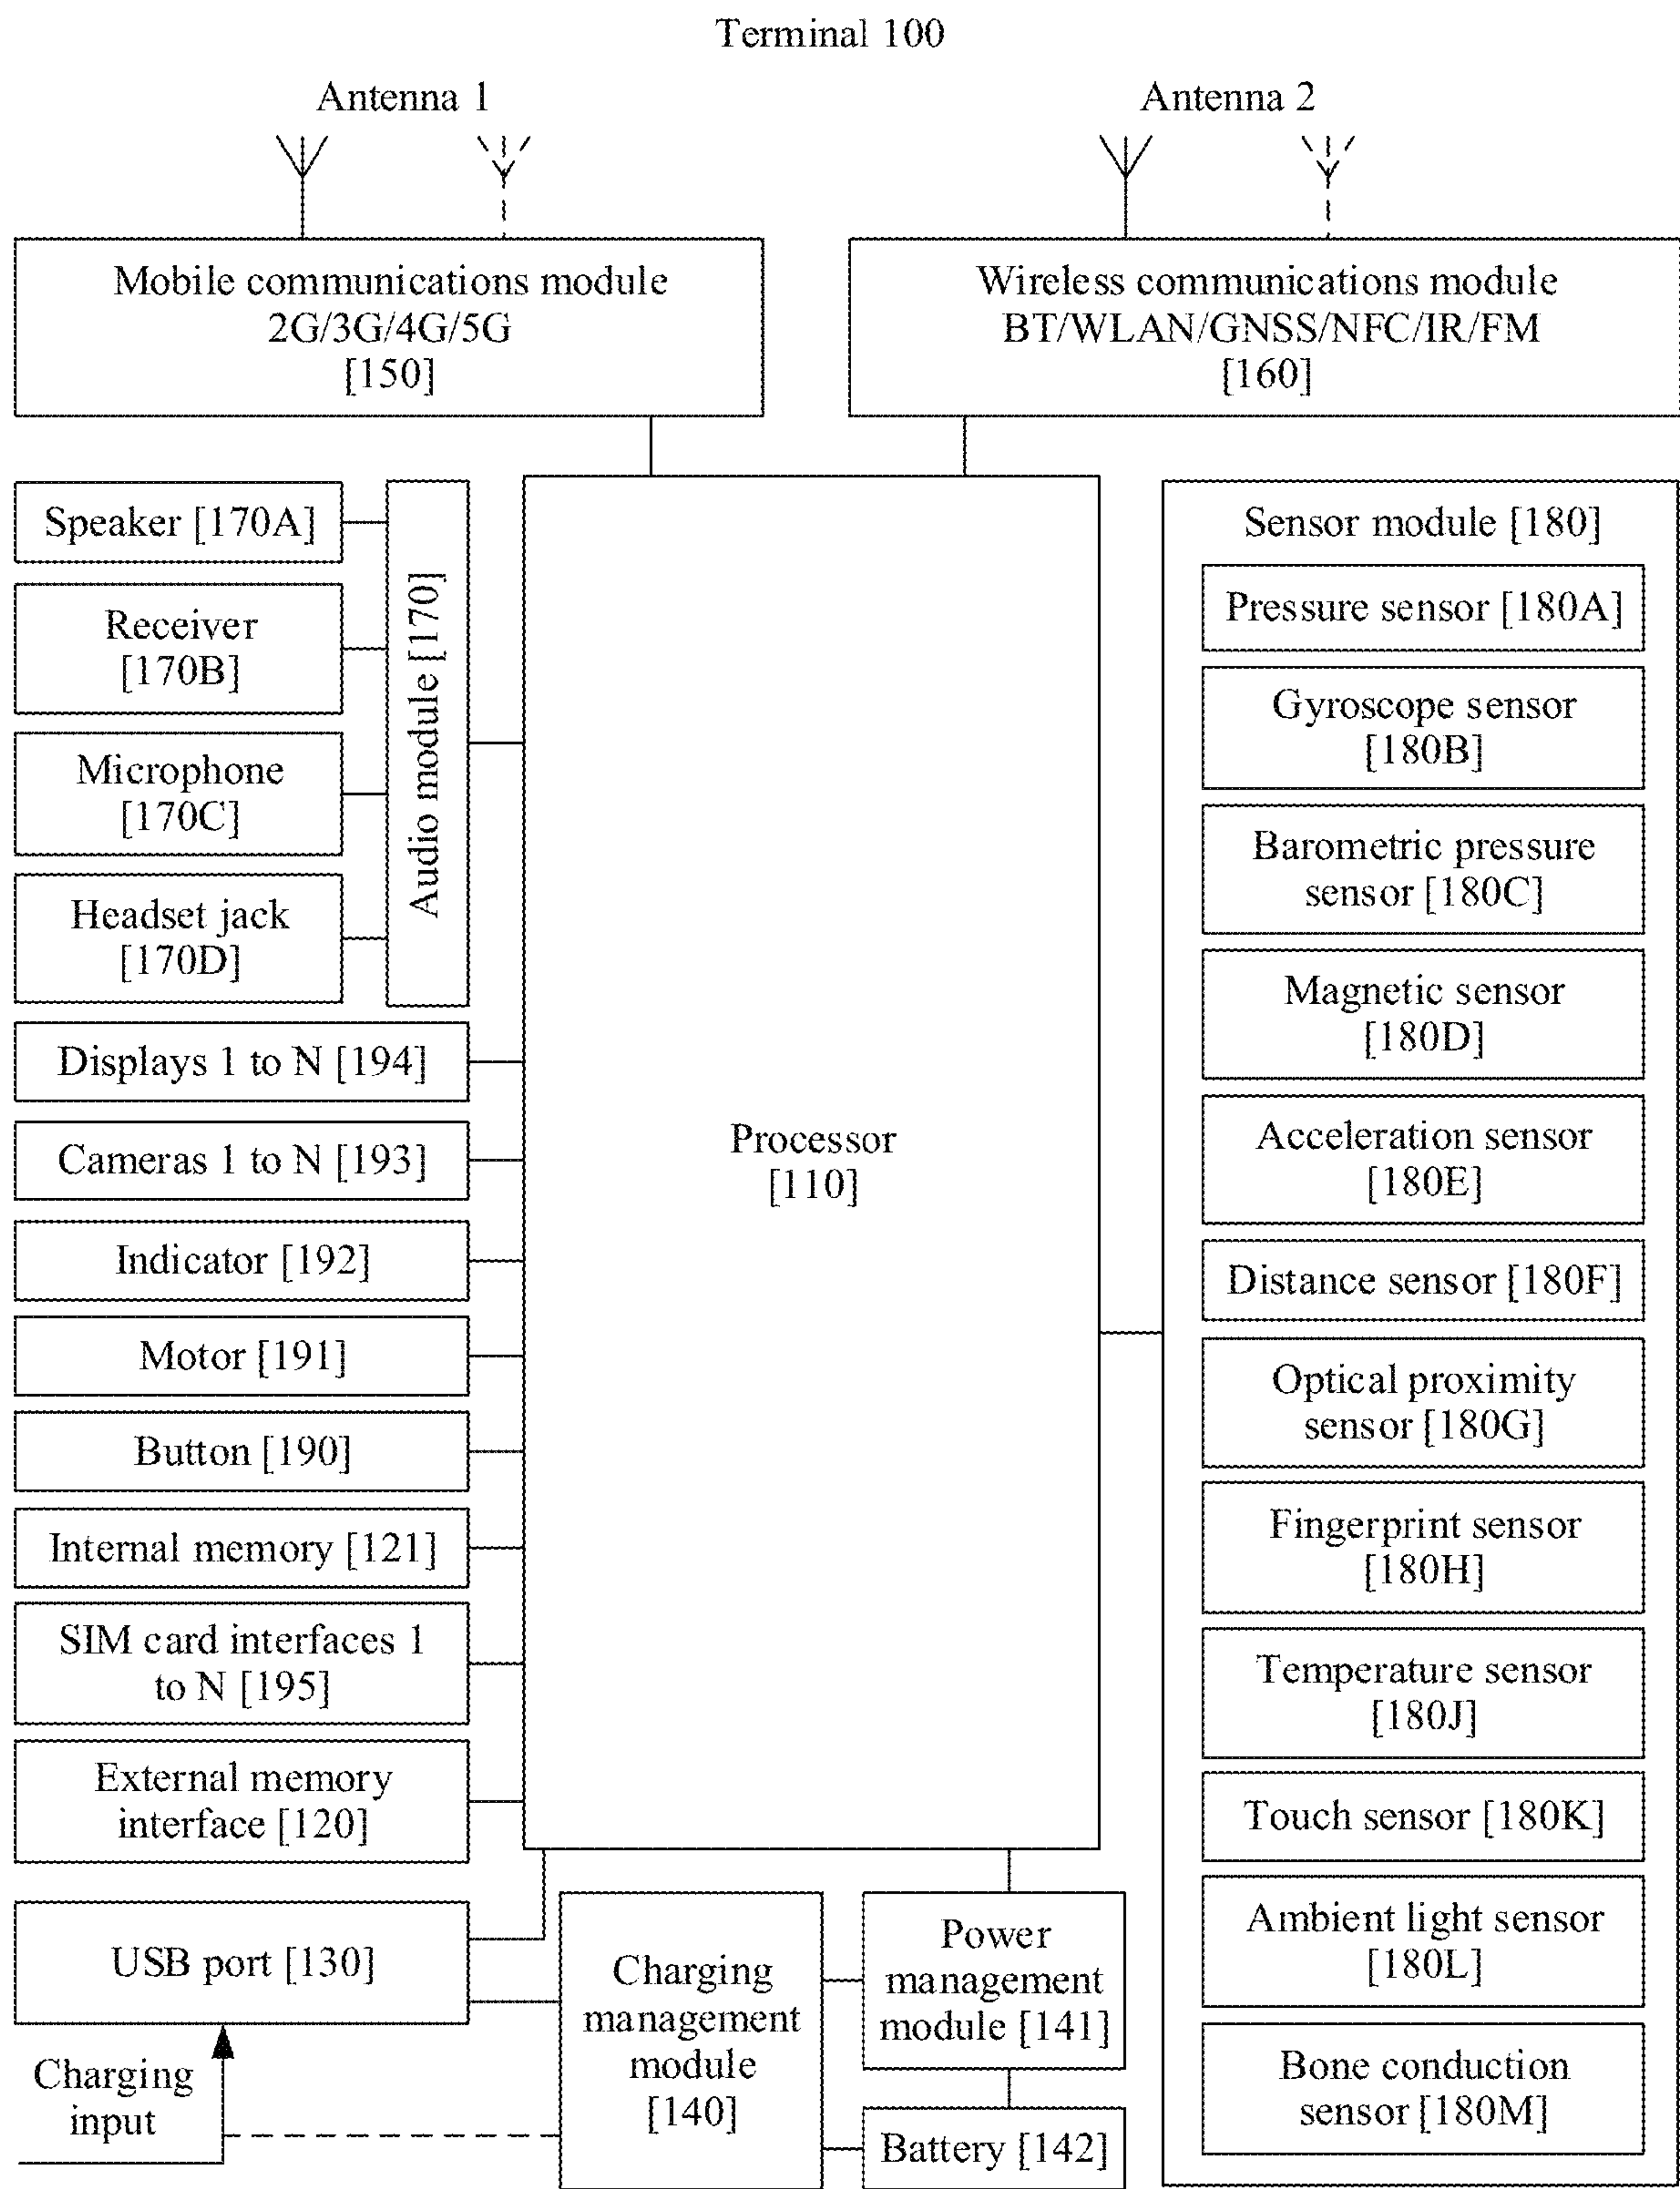 Terminal 100
Antenna 1
Antenna 2
Mobile communications module
2G/3G/4G/5G
[150]
Wireless communications module
BT/WLAN/GNSS/NFC/IR/FM
[160]
Speaker [170A]
Receiver
[170B]
Microphone
[170C]
Headset jack
[170D]
Audio module [170]
Displays 1 to N [194]
Cameras 1 to N [193]
Indicator [192]
Motor [191]
Button [190]
Internal memory [121]
SIM card interfaces 1
to N [195]
External memory
interface [120]
USB port [130]
Charging
input
Processor
[110]
Charging
management
module
[140]
Power
management
module [141]
Battery [142]
Sensor module [180]
Pressure sensor [180A]
Gyroscope sensor
[180B]
Barometric pressure
sensor [180C]
Magnetic sensor
[180D]
Acceleration sensor
[180E]
Distance sensor [180F]
Optical proximity
sensor [180G]
Fingerprint sensor
[180H]
Temperature sensor
[180J]
Touch sensor [180K]
Ambient light sensor
[180L]
Bone conduction
sensor [180M]